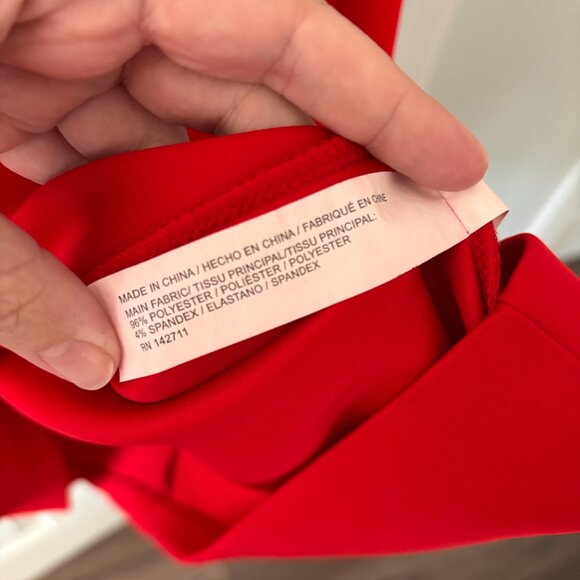 MADE IN CHINA / HECHO EN CHINA / FABRIQUÉ EN CHINE
MAIN FABRIC/ TISSU PRINCIPAL/TISSU PRINCIPAL:
96% POLYESTER / POLIÉSTER / POLYESTER
4% SPANDEX / ELASTANO / SPANDEX
RN 142711